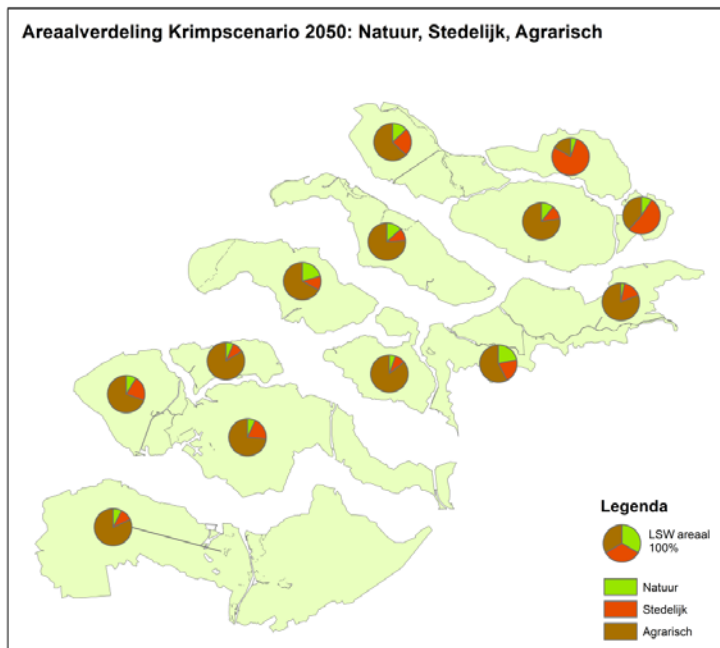 Areaalverdeling Krimpscenario 2050: Natuur, Stedelijk, Agrarisch
Legenda
LSW areaal
100%
Natuur
Stedelijk
Agrarisch